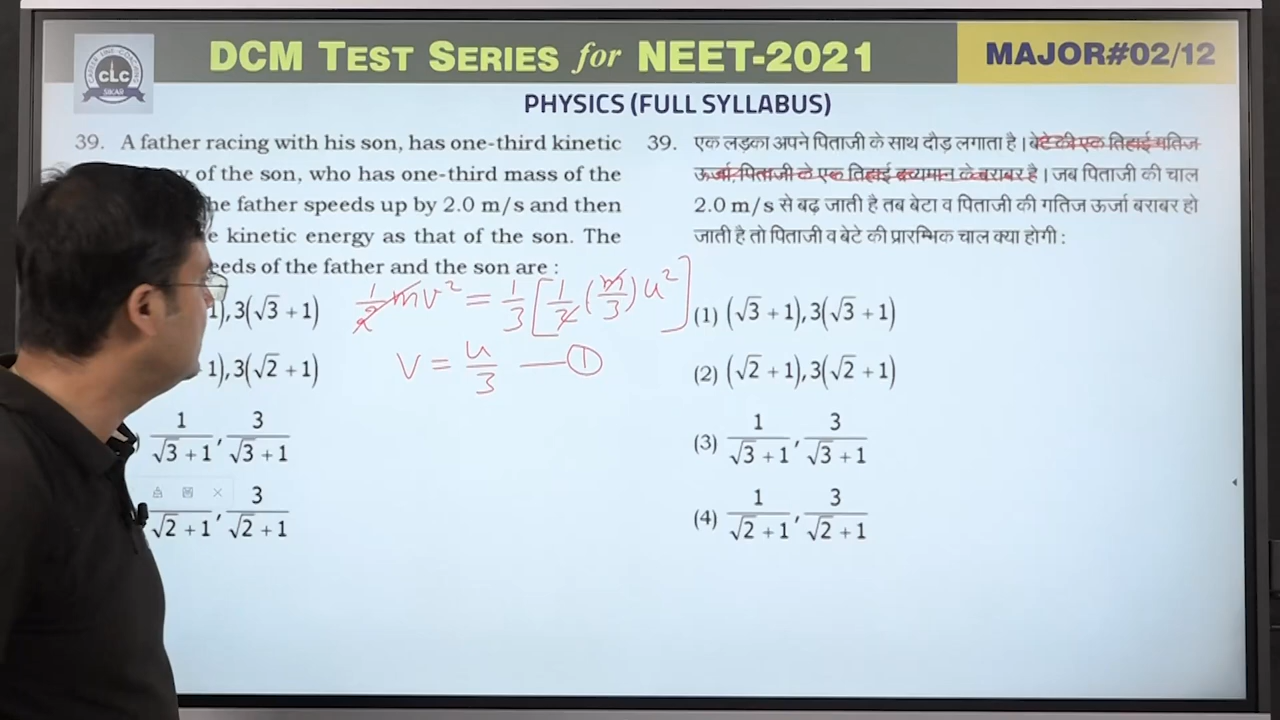 DCM TEST SERIES for NEET-2021
MAJOR#02/12
CLC
SIKAR
PHYSICS (FULL SYLLABUS)
39. A father racing with his son, has one-third kinetic
of the son, who has one-third mass of the
father speeds up by 2.0 m/s and then
kinetic energy as that of the son. The
of the father and the son are :
1), 3(√3 + 1)
1), 3(√2 + 1)
1/(√3 + 1), 3/(√3 + 1)
√2 + 1, 3/(√2 + 1)
1/2 mv² = 1/3 [1/2 (m/3) u²]
v = u/3 — ①
39. एक लड़का अपने पिताजी के साथ दौड़ लगाता है। बेटे की एक तिहाई गतिज
ऊर्जा, पिताजी के एक तिहाई द्रव्यमान के बराबर है। जब पिताजी की चाल
2.0 m/s से बढ़ जाती है तब बेटा व पिताजी की गतिज ऊर्जा बराबर हो
जाती है तो पिताजी व बेटे की प्रारम्भिक चाल क्या होगी :
(1) (√3 + 1), 3(√3 + 1)
(2) (√2 + 1), 3(√2 + 1)
(3) 1/(√3 + 1), 3/(√3 + 1)
(4) 1/(√2 + 1), 3/(√2 + 1)